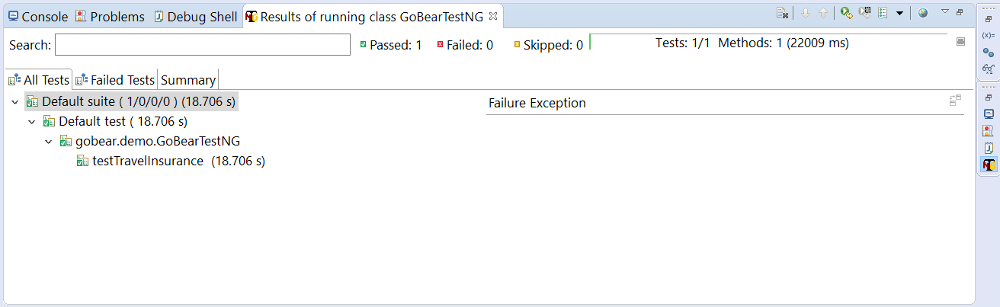 Console Problems Debug Shell Results of running class GoBearTestNG
Search: Passed: 1 Failed: 0 Skipped: 0 Tests: 1/1 Methods: 1 (22009 ms)
All Tests Failed Tests Summary
Default suite ( 1/0/0/0 ) (18.706 s) Failure Exception
Default test ( 18.706 s)
gobear.demo.GoBearTestNG
testTravelInsurance (18.706 s)